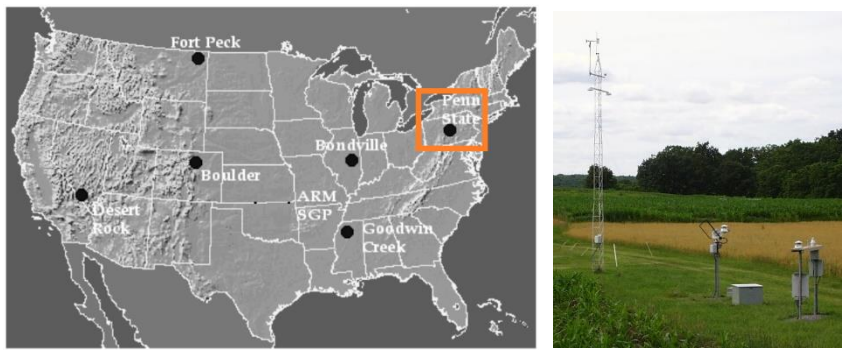 Fort Peck
Penn
State
Bondville
Boulder
ARM
SGP
Desert
Rock
Goodwin
Creek